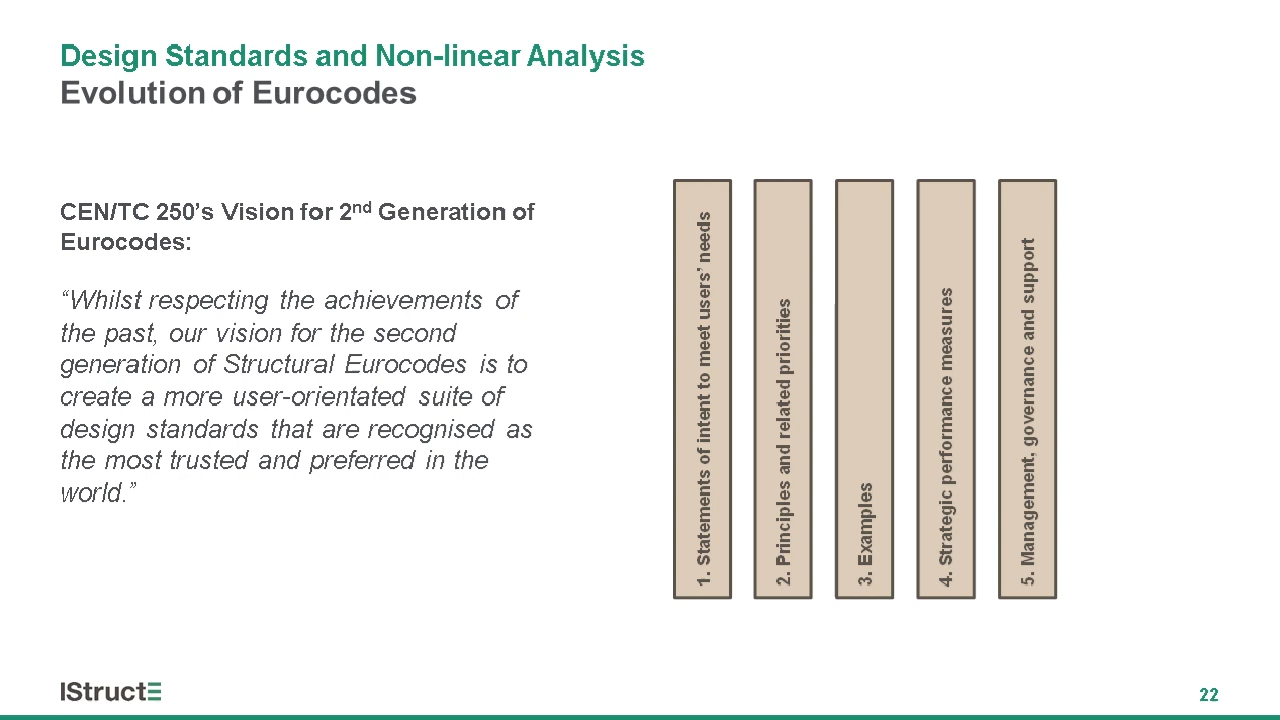 Design Standards and Non-linear Analysis
Evolution of Eurocodes
CEN/TC 250’s Vision for 2nd Generation of
Eurocodes:
“Whilst respecting the achievements of
the past, our vision for the second
generation of Structural Eurocodes is to
create a more user-orientated suite of
design standards that are recognised as
the most trusted and preferred in the
world.”
1. Statements of intent to meet users’ needs
2. Principles and related priorities
3. Examples
4. Strategic performance measures
5. Management, governance and support
IStructE
22